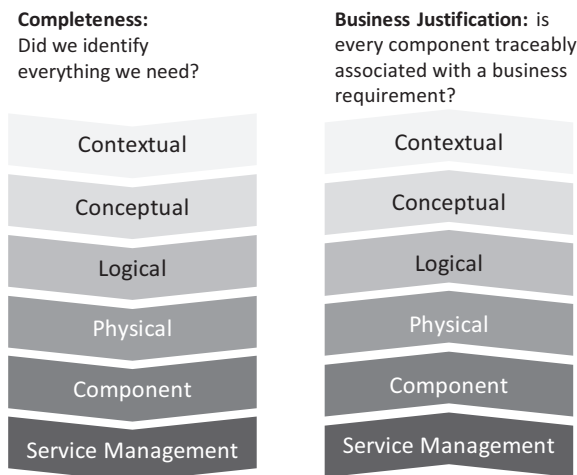 Completeness:
Did we identify
everything we need?
Contextual
Conceptual
Logical
Physical
Component
Service Management
Business Justification: is
every component traceably
associated with a business
requirement?
Contextual
Conceptual
Logical
Physical
Component
Service Management